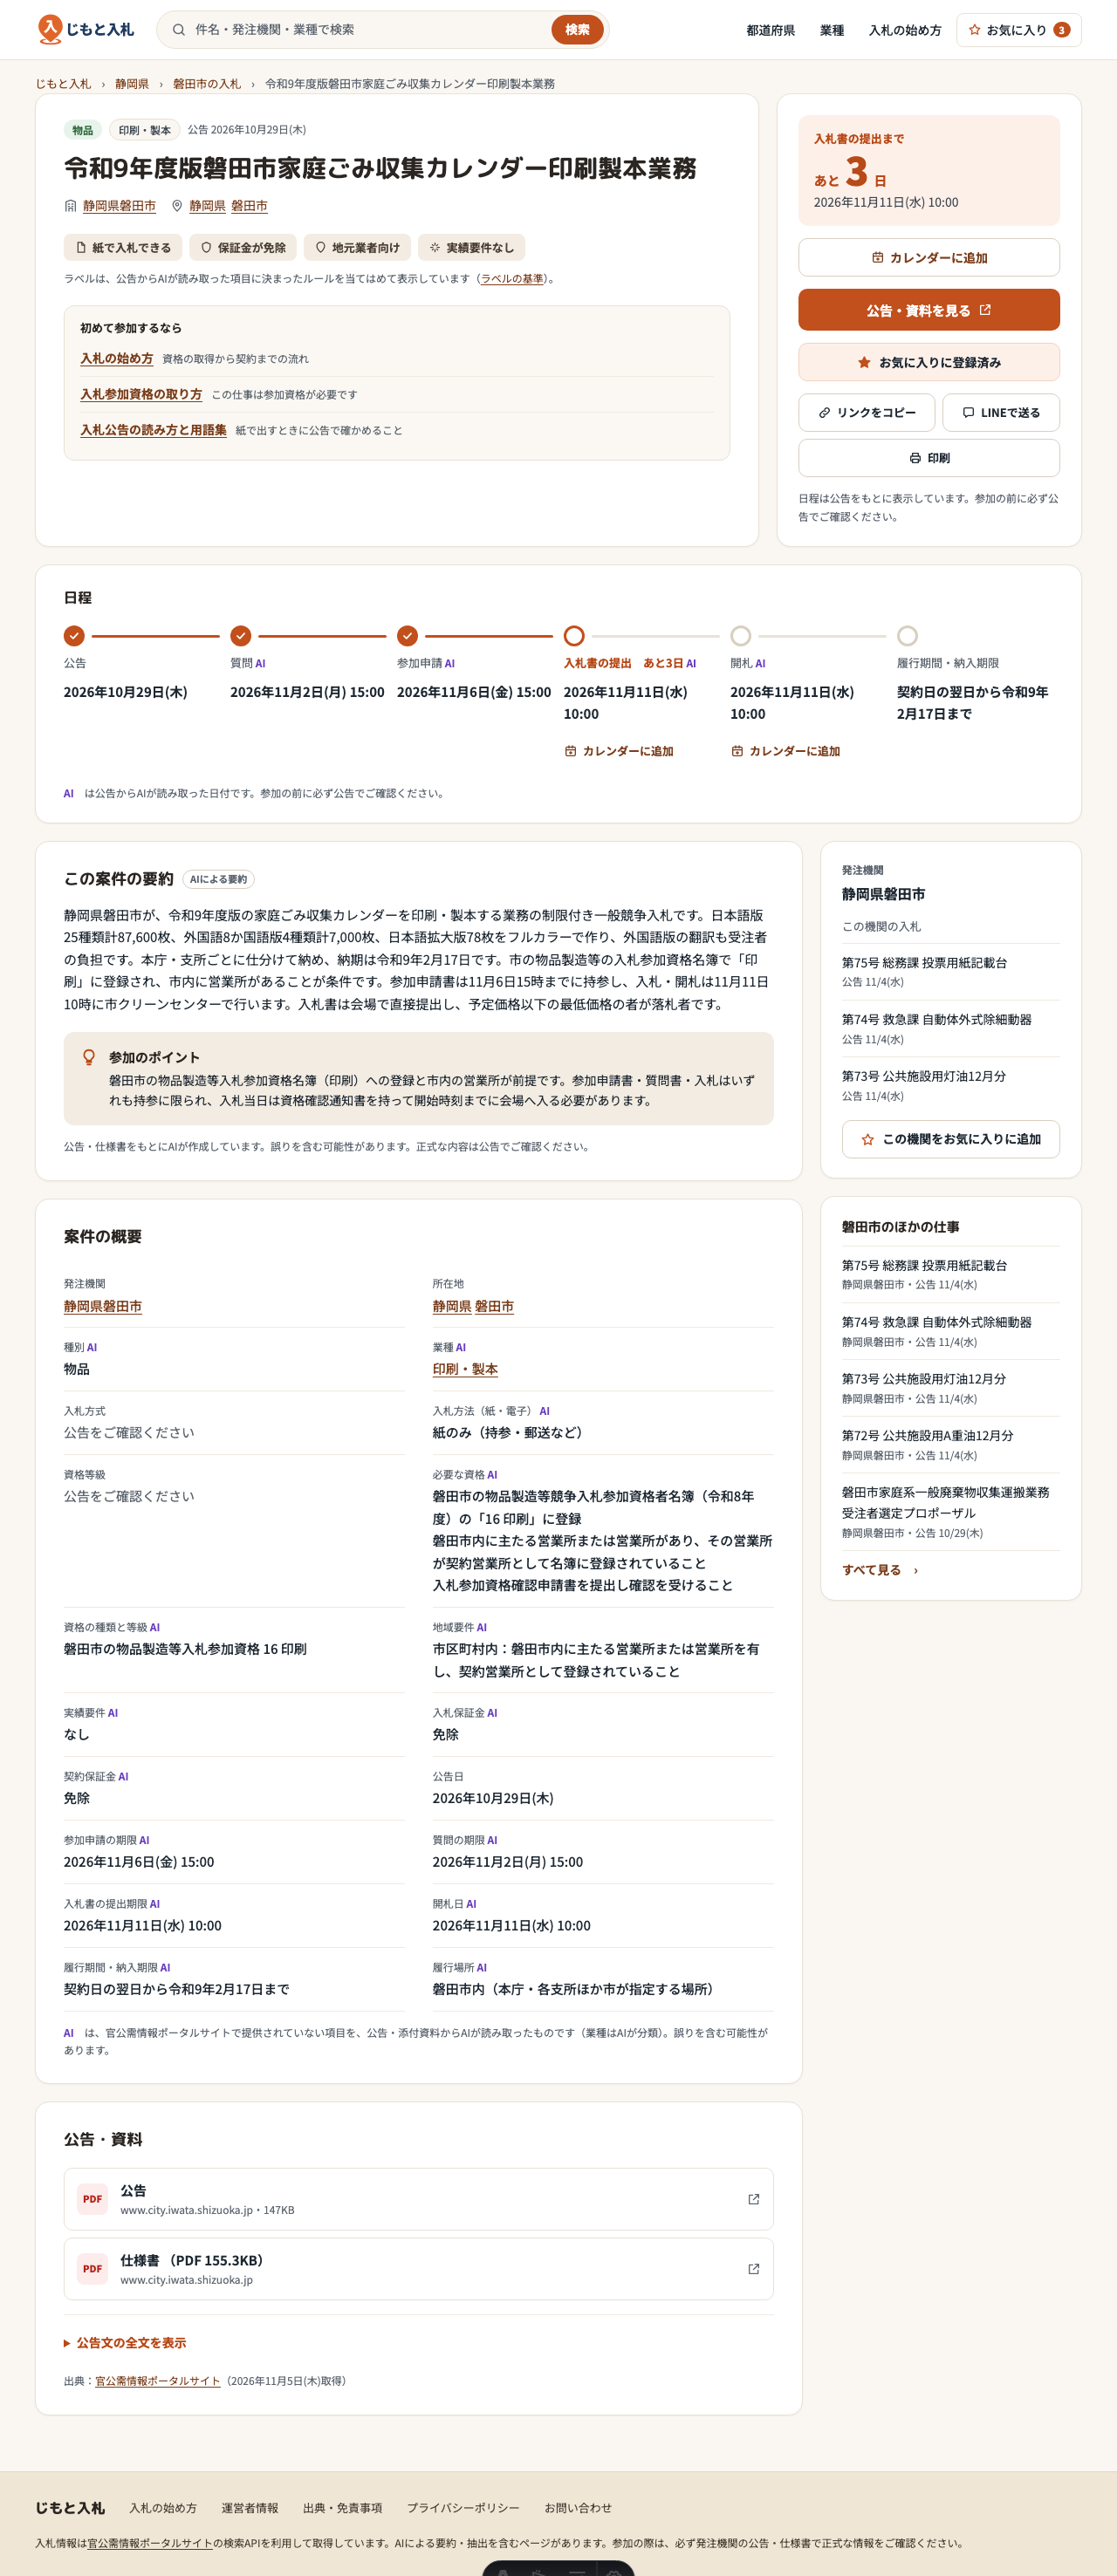 じもと入札
件名・発注機関・業種で検索
検索
都道府県
業種
入札の始め方
お気に入り 3
じもと入札 › 静岡県 › 磐田市の入札 › 令和9年度版磐田市家庭ごみ収集カレンダー印刷製本業務
物品 印刷・製本 公告 2026年10月29日(木)
令和9年度版磐田市家庭ごみ収集カレンダー印刷製本業務
静岡県磐田市 静岡県 磐田市
紙で入札できる 保証金が免除 地元業者向け 実績要件なし
ラベルは、公告からAIが読み取った項目に決まったルールを当てはめて表示しています（ラベルの基準）。
初めて参加するなら
入札の始め方 資格の取得から契約までの流れ
入札参加資格の取り方 この仕事は参加資格が必要です
入札公告の読み方と用語集 紙で出すときに公告で確かめること
入札書の提出まで
あと 3 日
2026年11月11日(水) 10:00
カレンダーに追加
公告・資料を見る
お気に入りに登録済み
リンクをコピー
LINEで送る
印刷
日程は公告をもとに表示しています。参加の前に必ず公
告でご確認ください。
日程
公告
2026年10月29日(木)
質問 AI
2026年11月2日(月) 15:00
参加申請 AI
2026年11月6日(金) 15:00
入札書の提出 あと3日 AI
2026年11月11日(水)
10:00
カレンダーに追加
開札 AI
2026年11月11日(水)
10:00
カレンダーに追加
履行期間・納入期限
契約日の翌日から令和9年
2月17日まで
AI は公告からAIが読み取った日付です。参加の前に必ず公告でご確認ください。
この案件の要約 AIによる要約
静岡県磐田市が、令和9年度版の家庭ごみ収集カレンダーを印刷・製本する業務の制限付き一般競争入札です。日本語版
25種類計87,600枚、外国語8か国語版4種類計7,000枚、日本語拡大版78枚をフルカラーで作り、外国語版の翻訳も受注者
の負担です。本庁・支所ごとに仕分けて納め、納期は令和9年2月17日です。市の物品製造等の入札参加資格名簿で「印
刷」に登録され、市内に営業所があることが条件です。参加申請書は11月6日15時までに持参し、入札・開札は11月11日
10時に市クリーンセンターで行います。入札書は会場で直接提出し、予定価格以下の最低価格の者が落札者です。
参加のポイント
磐田市の物品製造等入札参加資格名簿（印刷）への登録と市内の営業所が前提です。参加申請書・質問書・入札はいず
れも持参に限られ、入札当日は資格確認通知書を持って開始時刻までに会場へ入る必要があります。
公告・仕様書をもとにAIが作成しています。誤りを含む可能性があります。正式な内容は公告でご確認ください。
発注機関
静岡県磐田市
この機関の入札
第75号 総務課 投票用紙記載台
公告 11/4(水)
第74号 救急課 自動体外式除細動器
公告 11/4(水)
第73号 公共施設用灯油12月分
公告 11/4(水)
この機関をお気に入りに追加
磐田市のほかの仕事
第75号 総務課 投票用紙記載台
静岡県磐田市・公告 11/4(水)
第74号 救急課 自動体外式除細動器
静岡県磐田市・公告 11/4(水)
第73号 公共施設用灯油12月分
静岡県磐田市・公告 11/4(水)
第72号 公共施設用A重油12月分
静岡県磐田市・公告 11/4(水)
磐田市家庭系一般廃棄物収集運搬業務
受注者選定プロポーザル
静岡県磐田市・公告 10/29(木)
すべて見る ›
案件の概要
発注機関
静岡県磐田市
所在地
静岡県 磐田市
種別 AI
物品
業種 AI
印刷・製本
入札方式
公告をご確認ください
入札方法（紙・電子） AI
紙のみ（持参・郵送など）
資格等級
公告をご確認ください
必要な資格 AI
磐田市の物品製造等競争入札参加資格者名簿（令和8年
度）の「16 印刷」に登録
磐田市内に主たる営業所または営業所があり、その営業所
が契約営業所として名簿に登録されていること
入札参加資格確認申請書を提出し確認を受けること
資格の種類と等級 AI
磐田市の物品製造等入札参加資格 16 印刷
地域要件 AI
市区町村内：磐田市内に主たる営業所または営業所を有
し、契約営業所として登録されていること
実績要件 AI
なし
入札保証金 AI
免除
契約保証金 AI
免除
公告日
2026年10月29日(木)
参加申請の期限 AI
2026年11月6日(金) 15:00
質問の期限 AI
2026年11月2日(月) 15:00
入札書の提出期限 AI
2026年11月11日(水) 10:00
開札日 AI
2026年11月11日(水) 10:00
履行期間・納入期限 AI
契約日の翌日から令和9年2月17日まで
履行場所 AI
磐田市内（本庁・各支所ほか市が指定する場所）
AI は、官公需情報ポータルサイトで提供されていない項目を、公告・添付資料からAIが読み取ったものです（業種はAIが分類）。誤りを含む可能性が
あります。
公告・資料
PDF
公告
www.city.iwata.shizuoka.jp・147KB
PDF
仕様書 （PDF 155.3KB）
www.city.iwata.shizuoka.jp
公告文の全文を表示
出典：官公需情報ポータルサイト（2026年11月5日(木)取得）
じもと入札 入札の始め方 運営者情報 出典・免責事項 プライバシーポリシー お問い合わせ
入札情報は官公需情報ポータルサイトの検索APIを利用して取得しています。AIによる要約・抽出を含むページがあります。参加の際は、必ず発注機関の公告・仕様書で正式な情報をご確認ください。